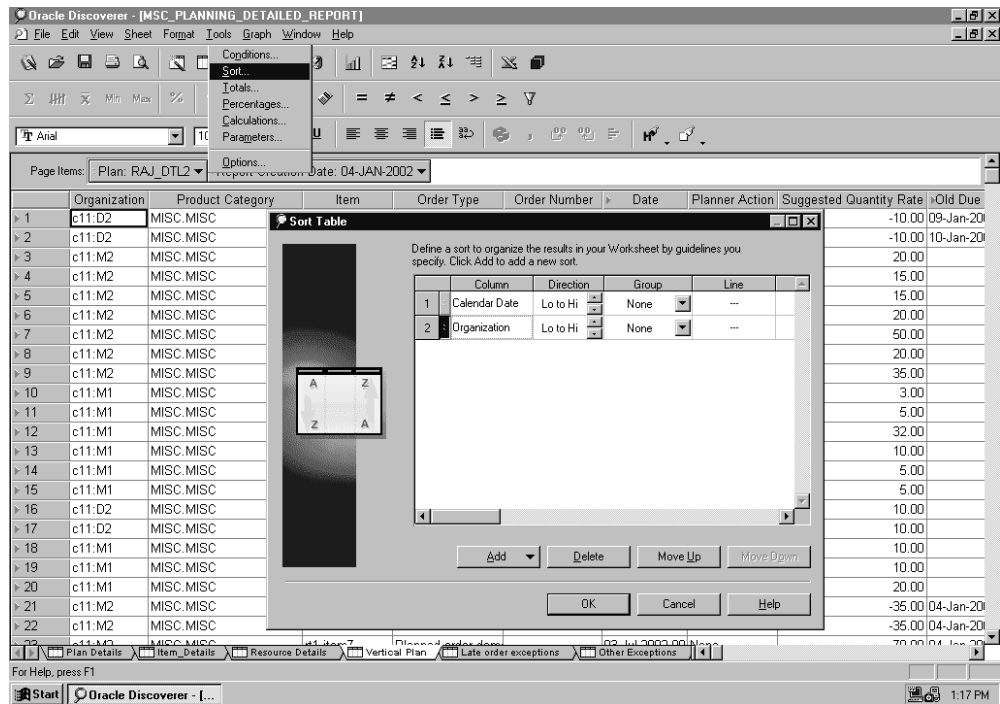 Oracle Discoverer - [MSC_PLANNING_DETAILED_REPORT]
File Edit View Sheet Format Tools Graph Window Help
Conditions...
Sort...
Totals...
Percentages...
Calculations...
Parameters...
Options...
Σ X Min Max %
= ≠ < ≤ > ≥
Arial 10 U
Page Items: Plan: RAJ_DTL2 Report Creation Date: 04-JAN-2002
Organization Product Category Item Order Type Order Number Date Planner Action Suggested Quantity Rate Old Due
1 c11:D2 MISC.MISC -10.00 09-Jan-20
2 c11:D2 MISC.MISC -10.00 10-Jan-20
3 c11:M2 MISC.MISC 20.00
4 c11:M2 MISC.MISC 15.00
5 c11:M2 MISC.MISC 15.00
6 c11:M2 MISC.MISC 20.00
7 c11:M2 MISC.MISC 50.00
8 c11:M2 MISC.MISC 20.00
9 c11:M2 MISC.MISC 35.00
10 c11:M1 MISC.MISC 3.00
11 c11:M1 MISC.MISC 5.00
12 c11:M1 MISC.MISC 32.00
13 c11:M1 MISC.MISC 10.00
14 c11:M1 MISC.MISC 5.00
15 c11:M1 MISC.MISC 5.00
16 c11:D2 MISC.MISC 10.00
17 c11:D2 MISC.MISC 10.00
18 c11:M1 MISC.MISC 10.00
19 c11:M1 MISC.MISC 10.00
20 c11:M1 MISC.MISC 20.00
21 c11:M2 MISC.MISC -35.00 04-Jan-20
22 c11:M2 MISC.MISC -35.00 04-Jan-20
Sort Table
Define a sort to organize the results in your Worksheet by guidelines you
specify. Click Add to add a new sort.
Column Direction Group Line
1 Calendar Date Lo to Hi None ---
2 Organization Lo to Hi None ---
A Z
Z A
Add Delete Move Up Move Down
OK Cancel Help
Plan Details Item_Details Resource Details Vertical Plan Late order exceptions Other Exceptions
For Help, press F1
Start Oracle Discoverer - [... 1:17 PM